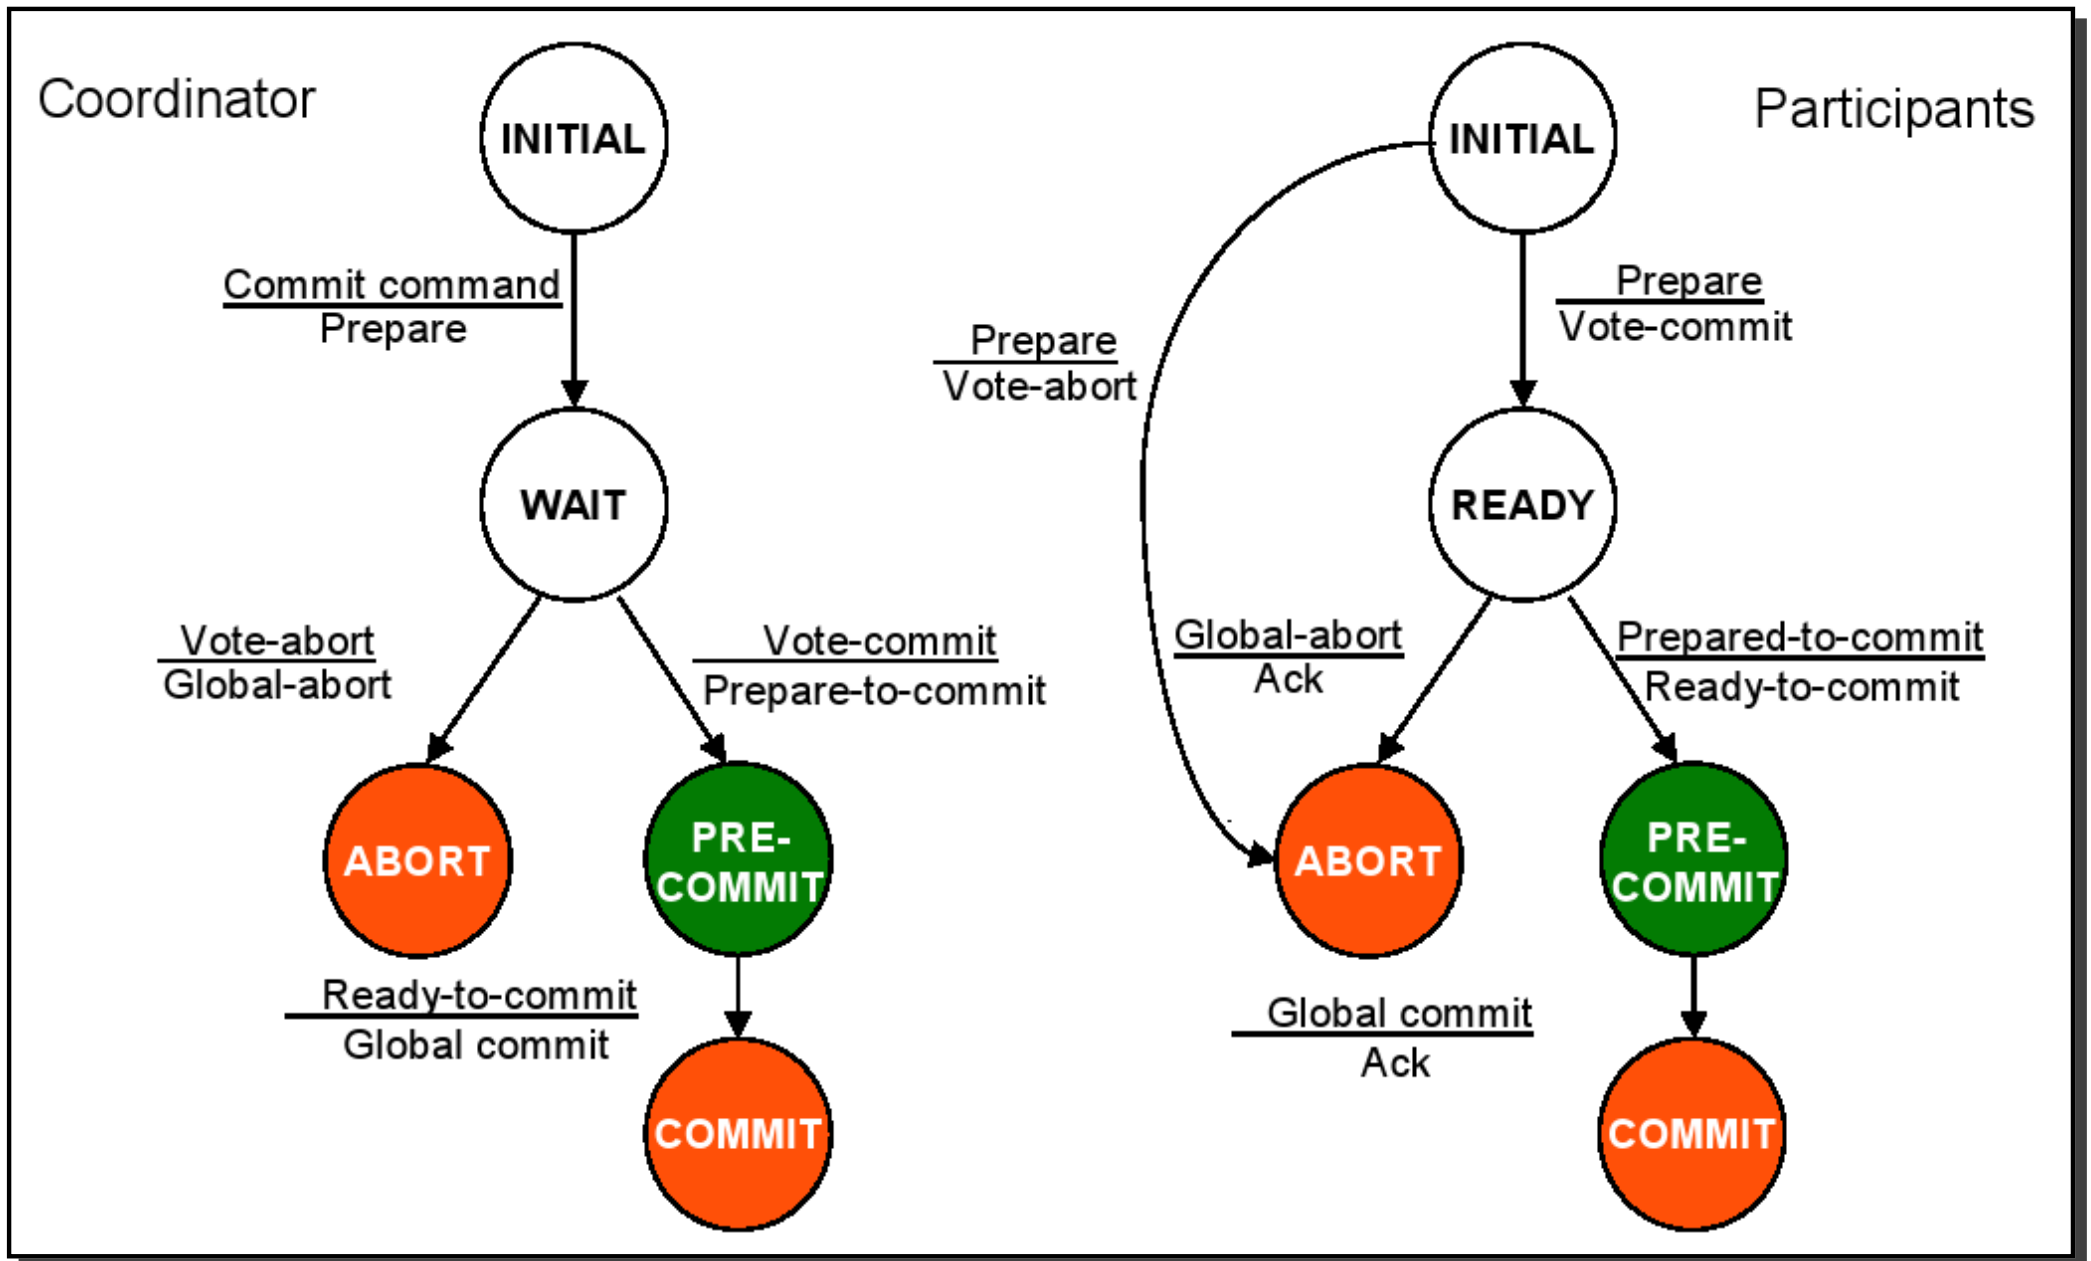 Coordinator
INITIAL
Commit command
Prepare
WAIT
Vote-abort
Global-abort
Vote-commit
Prepare-to-commit
ABORT
PRE-
COMMIT
Ready-to-commit
Global commit
COMMIT
Participants
INITIAL
Prepare
Vote-commit
Prepare
Vote-abort
READY
Global-abort
Ack
Prepared-to-commit
Ready-to-commit
ABORT
PRE-
COMMIT
Global commit
Ack
COMMIT